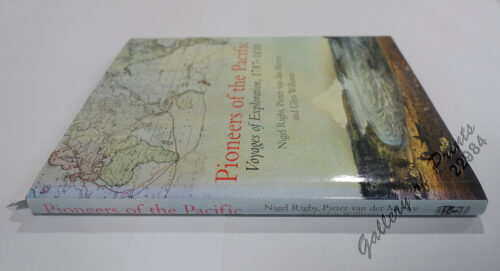 Pioneers of the Pacific
Voyages of Exploration, 1787-1810
Nigel Rigby, Pieter van der Merwe
and Glyn Williams
Pioneers of the Pacific
Nigel Rigby, Pieter van der Merwe
Gallery of Prints
22984